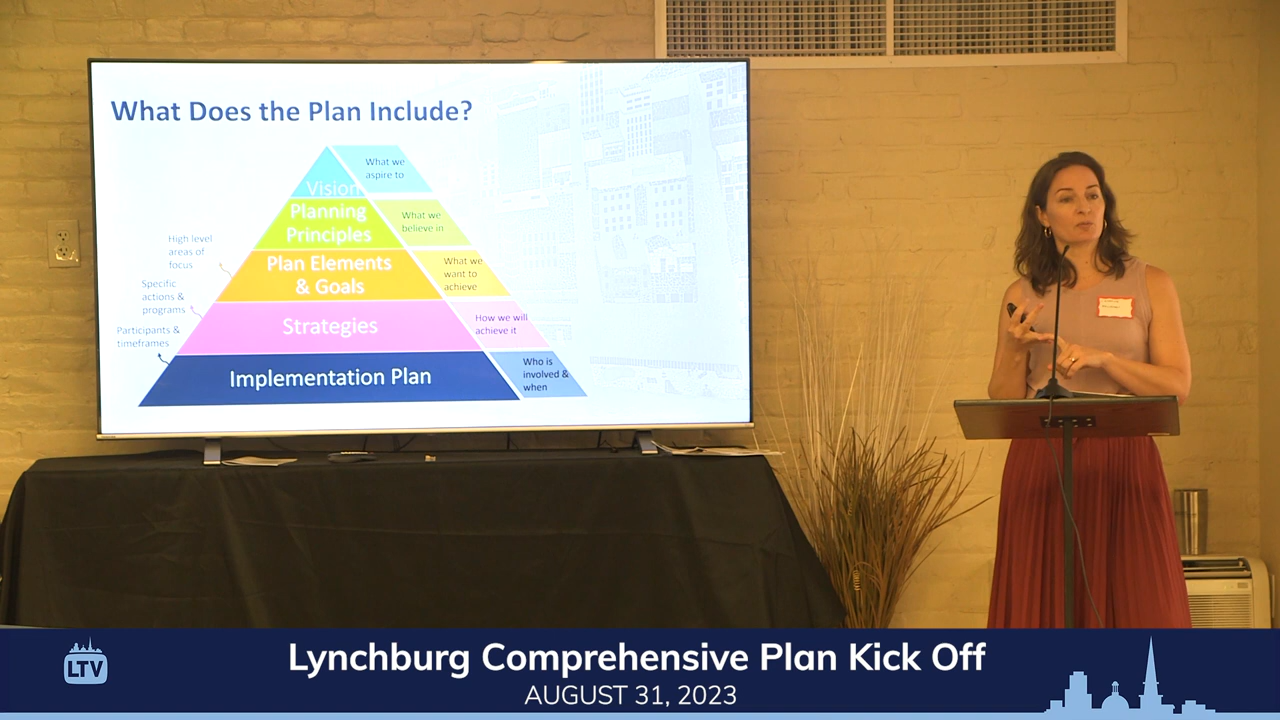 What Does the Plan Include?
Vision
What we
aspire to
Planning
Principles
What we
believe in
High level
areas of
focus
Plan Elements
& Goals
What we
want to
achieve
Specific
actions &
programs
Strategies
How we will
achieve it
Participants &
timeframes
Implementation Plan
Who is
involved &
when
LTV
Lynchburg Comprehensive Plan Kick Off
AUGUST 31, 2023